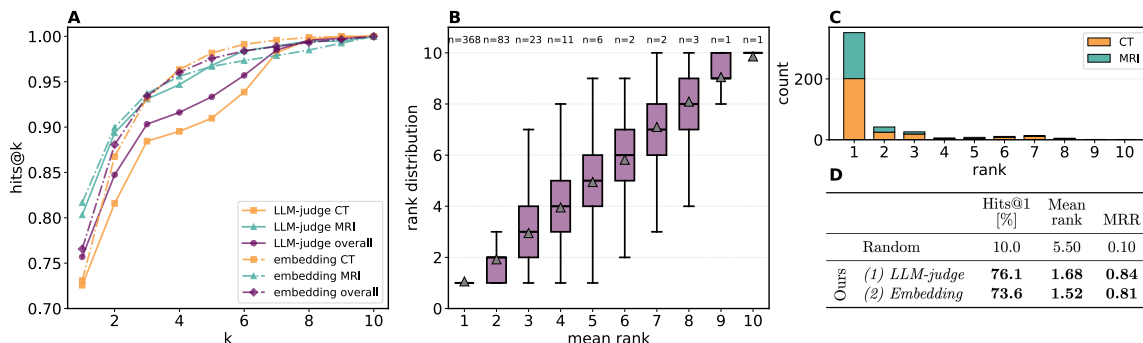 A
hits@k
1.00
0.95
0.90
0.85
0.80
0.75
0.70
2
4
6
8
10
k
LLM-judge CT
LLM-judge MRI
LLM-judge overall
embedding CT
embedding MRI
embedding overall
B
rank distribution
n=368 n=83 n=23 n=11 n=6 n=2 n=2 n=3 n=1 n=1
10
8
6
4
2
0
1 2 3 4 5 6 7 8 9 10
mean rank
C
count
200
0
CT
MRI
1 2 3 4 5 6 7 8 9 10
rank
D
Hits@1 Mean MRR
[%] rank
Random 10.0 5.50 0.10
Ours
(1) LLM-judge 76.1 1.68 0.84
(2) Embedding 73.6 1.52 0.81